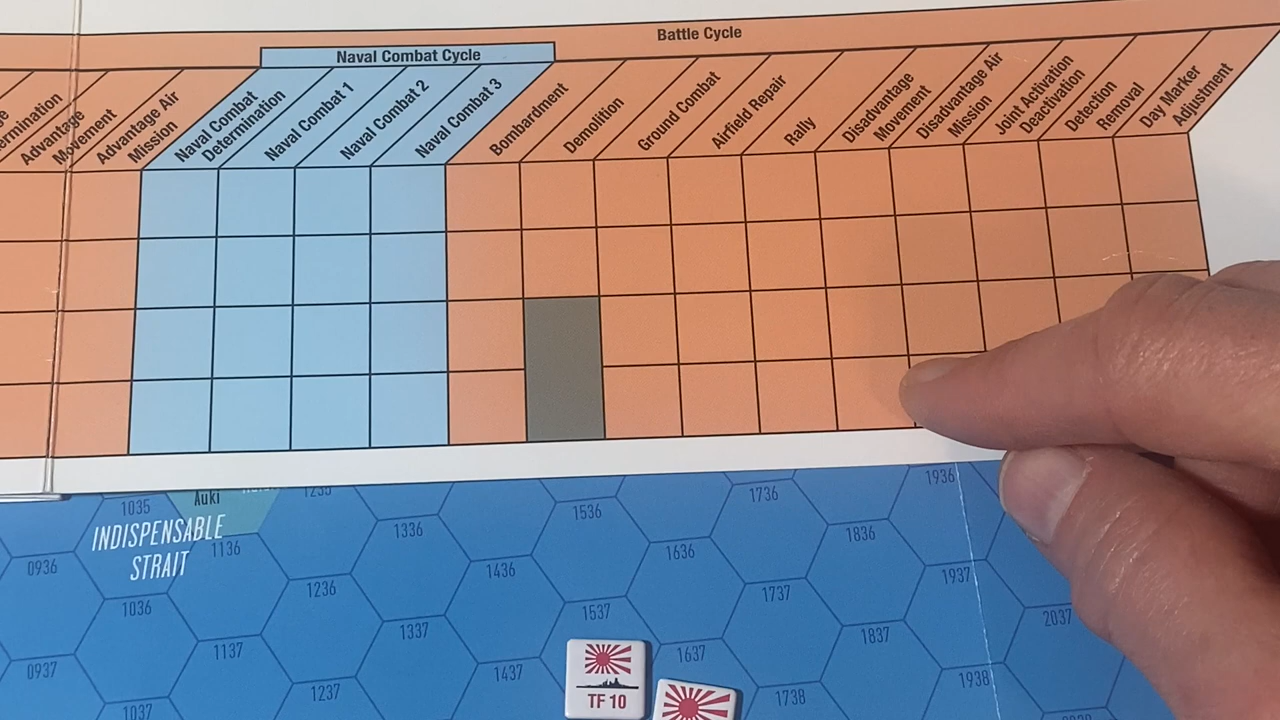 Battle Cycle
Naval Combat Cycle
Advantage
Movement
Advantage Air
Mission
Naval Combat
Determination
Naval Combat 1
Naval Combat 2
Naval Combat 3
Bombardment
Demolition
Ground Combat
Airfield Repair
Rally
Disadvantage
Movement
Disadvantage Air
Mission
Joint Activation
Deactivation
Detection
Removal
Day Marker
Adjustment
1035
Auki
INDISPENSABLE
STRAIT
0936
1036
0937
1037
1136
1137
1236
1237
1336
1337
1436
1437
1536
1537
1636
1637
1736
1737
1738
1836
1837
1936
1937
1938
2037
TF 10